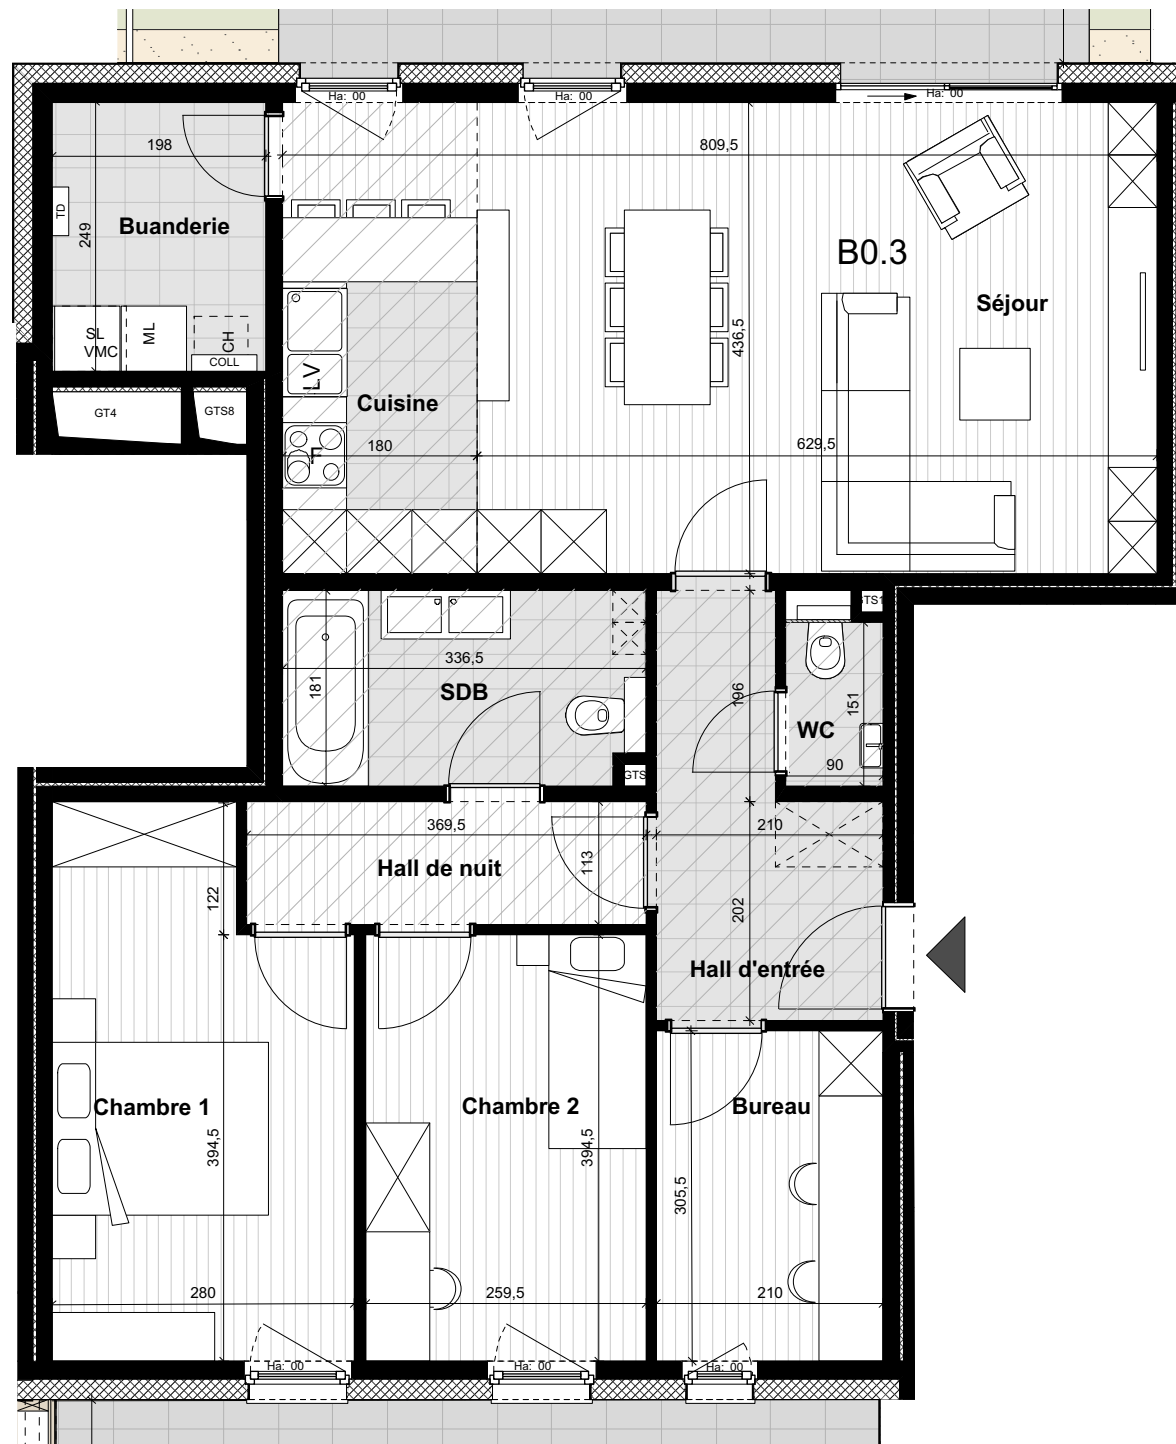 Ha: 00
Ha: 00
Ha: 00
198
809,5
TD
249
Buanderie
B0.3
Séjour
436,5
SL
VMC
ML
CH
COLL
LV
Cuisine
GT4
GTS8
F
180
629,5
GTS1
336,5
181
SDB
196
151
WC
90
GTS
369,5
210
Hall de nuit
113
122
202
Hall d'entrée
Chambre 1
Chambre 2
Bureau
394,5
394,5
305,5
280
259,5
210
Ha: 00
Ha: 00
Ha: 00